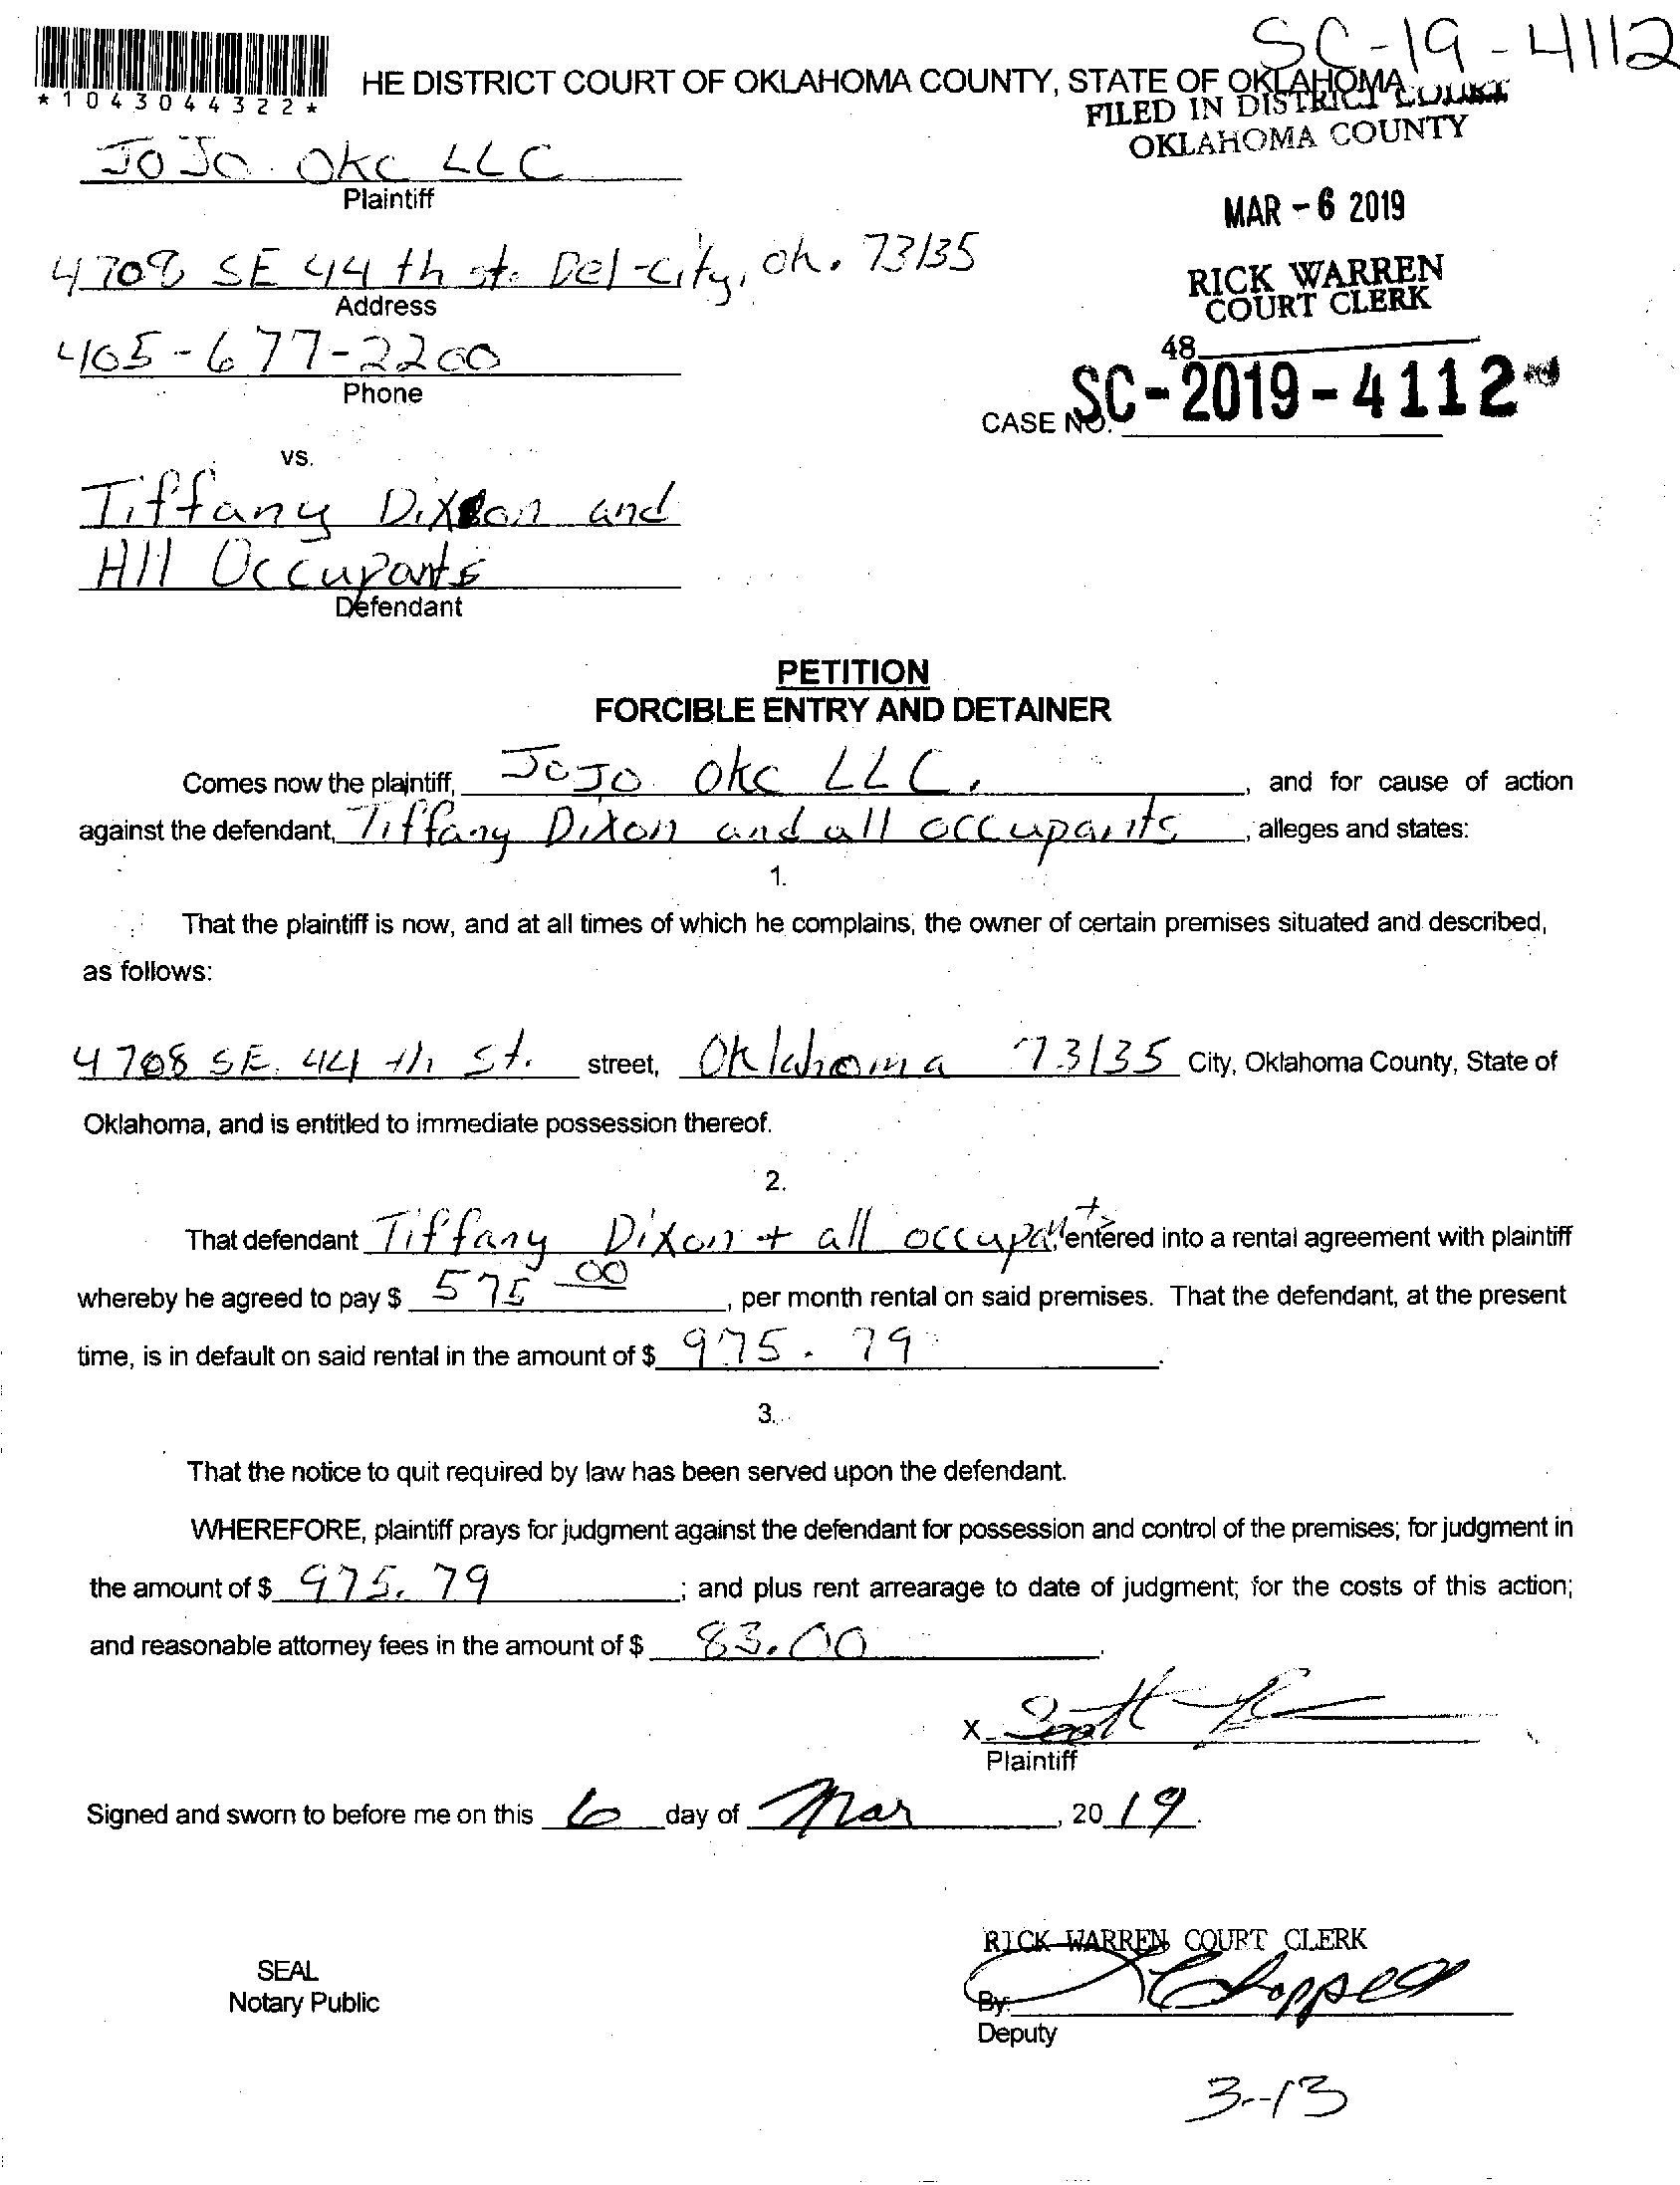 SC-19-4112
*1043044322*
HE DISTRICT COURT OF OKLAHOMA COUNTY, STATE OF OKLAHOMA
FILED IN DISTRICT COURT
OKLAHOMA COUNTY
JoJo Okc LLC
Plaintiff
MAR - 6 2019
4708 SE 44th st. Del-City, Ok. 73135
Address
RICK WARREN
COURT CLERK
405-677-2200
Phone
48
CASE NO. SC-2019-4112
vs.
Tiffany Dixon and
All Occupants
Defendant
PETITION
FORCIBLE ENTRY AND DETAINER
Comes now the plaintiff, JoJo Okc LLC, , and for cause of action
against the defendant, Tiffany Dixon and all occupants, alleges and states:
1.
That the plaintiff is now, and at all times of which he complains, the owner of certain premises situated and described,
as follows:
4708 SE. 44 th St. street, Oklahoma 73135 City, Oklahoma County, State of
Oklahoma, and is entitled to immediate possession thereof.
2.
That defendant Tiffany Dixon + all occupant entered into a rental agreement with plaintiff
whereby he agreed to pay $ 575 00, per month rental on said premises. That the defendant, at the present
time, is in default on said rental in the amount of $ 975.79.
3.
That the notice to quit required by law has been served upon the defendant.
WHEREFORE, plaintiff prays for judgment against the defendant for possession and control of the premises; for judgment in
the amount of $ 975.79; and plus rent arrearage to date of judgment; for the costs of this action;
and reasonable attorney fees in the amount of $ 83.00.
X Scott
Plaintiff
Signed and sworn to before me on this 6 day of Mar, 2019.
RICK WARREN COURT CLERK
SEAL
Notary Public
By:
Deputy
3-13